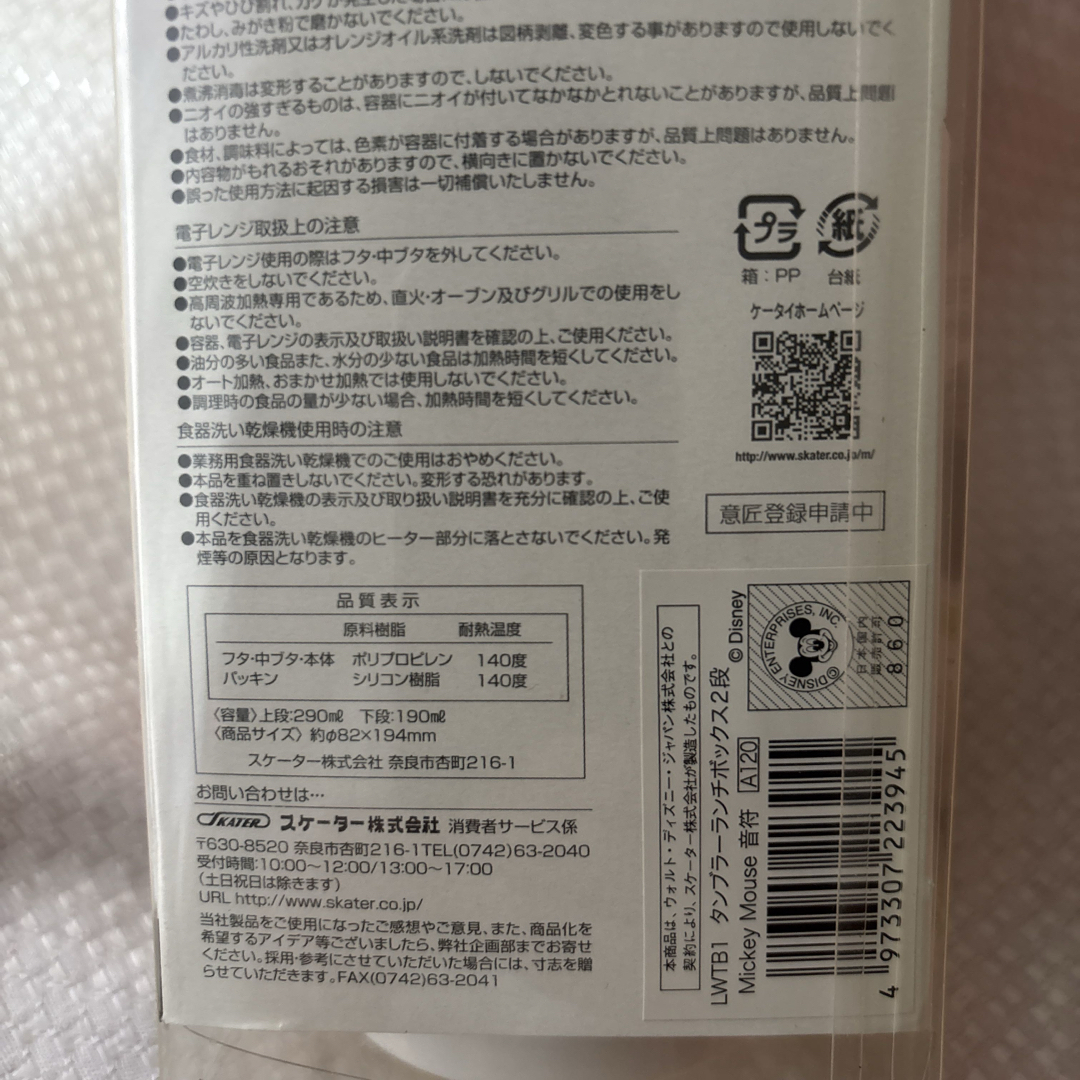 ●キズやひび割れ、カケが発生した場合
●たわし、みがき粉で磨かないでください。
●アルカリ性洗剤又はオレンジオイル系洗剤は図柄剥離、変色する事がありますので使用しないでく
ださい。
●煮沸消毒は変形することがありますので、しないでください。
●ニオイの強すぎるものは、容器にニオイが付いてなかなかとれないことがありますが、品質上問題
はありません。
●食材、調味料によっては、色素が容器に付着する場合がありますが、品質上問題はありません。
●内容物がもれるおそれがありますので、横向きに置かないでください。
●誤った使用方法に起因する損害は一切補償いたしません。
電子レンジ取扱上の注意
●電子レンジ使用の際はフタ・中ブタを外してください。
●空炊きをしないでください。
●高周波加熱専用であるため、直火・オーブン及びグリルでの使用をし
ないでください。
●容器、電子レンジの表示及び取扱い説明書を確認の上、ご使用ください。
●油分の多い食品また、水分の少ない食品は加熱時間を短くしてください。
●オート加熱、おまかせ加熱では使用しないでください。
●調理時の食品の量が少ない場合、加熱時間を短くしてください。
食器洗い乾燥機使用時の注意
●業務用食器洗い乾燥機でのご使用はおやめください。
●本品を重ね置きしないでください。変形する恐れがあります。
●食器洗い乾燥機の表示及び取り扱い説明書を充分に確認の上、ご使
用ください。
●本品を食器洗い乾燥機のヒーター部分に落とさないでください。発
煙等の原因となります。
プラ 紙
箱:PP 台紙
ケータイホームページ
http://www.skater.co.jp/m/
意匠登録申請中
品質表示
原料樹脂 耐熱温度
フタ・中ブタ・本体 ポリプロピレン 140度
パッキン シリコン樹脂 140度
〈容量〉上段:290㎖ 下段:190㎖
〈商品サイズ〉約φ82×194mm
スケーター株式会社 奈良市杏町216-1
お問い合わせは…
SKATER スケーター株式会社 消費者サービス係
〒630-8520 奈良市杏町216-1TEL(0742)63-2040
受付時間:10:00〜12:00/13:00〜17:00
(土日祝日は除きます)
URL http://www.skater.co.jp/
当社製品をご使用になったご感想やご意見、また、商品化を
希望するアイデア等ございましたら、弊社企画部までお寄せ
ください。採用・参考にさせていただいた場合には、寸志を贈
らせていただきます。FAX(0742)63-2041
本商品は、ウォルト・ディズニー・ジャパン株式会社との
契約により、スケーター株式会社が製造したものです。
©Disney
LWTB1 タンブラーランチボックス2段
Mickey Mouse 音符 A120
©DISNEY ENTERPRISES, INC.
日本国内
販売許可
860
4973307223945